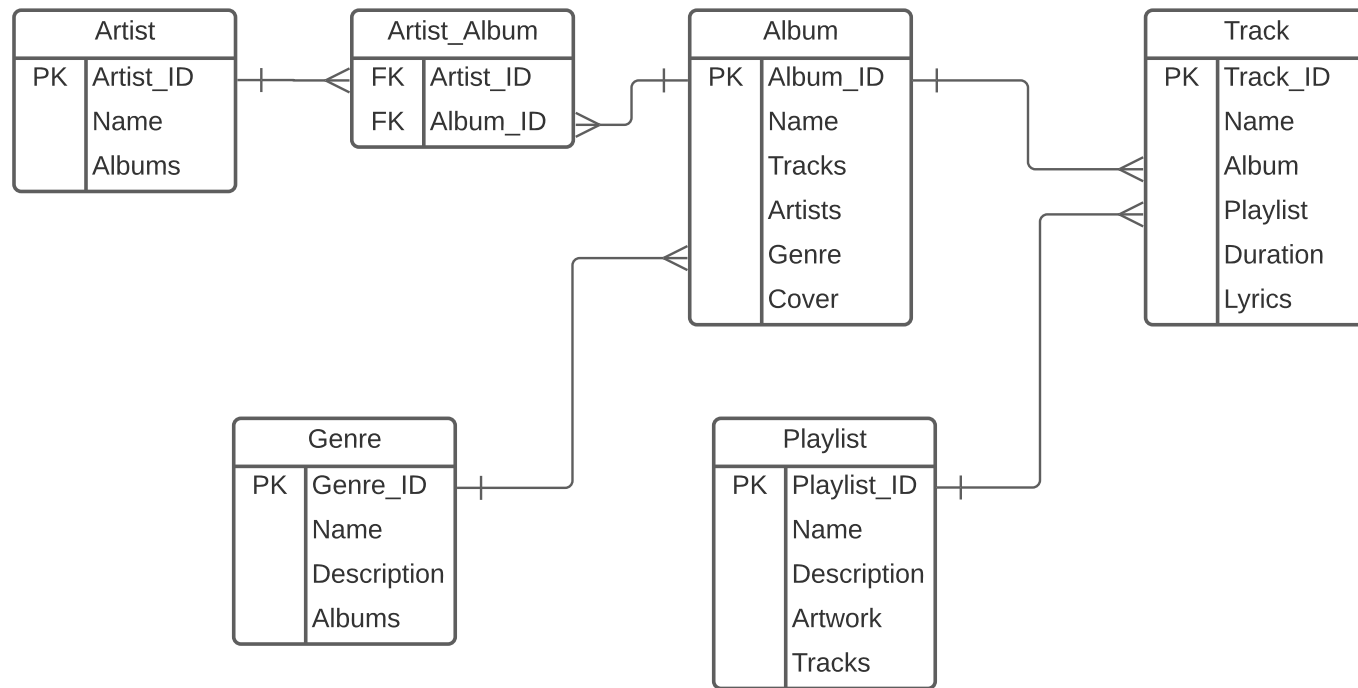 Artist
PK Artist_ID
Name
Albums
Artist_Album
FK Artist_ID
FK Album_ID
Album
PK Album_ID
Name
Tracks
Artists
Genre
Cover
Track
PK Track_ID
Name
Album
Playlist
Duration
Lyrics
Genre
PK Genre_ID
Name
Description
Albums
Playlist
PK Playlist_ID
Name
Description
Artwork
Tracks